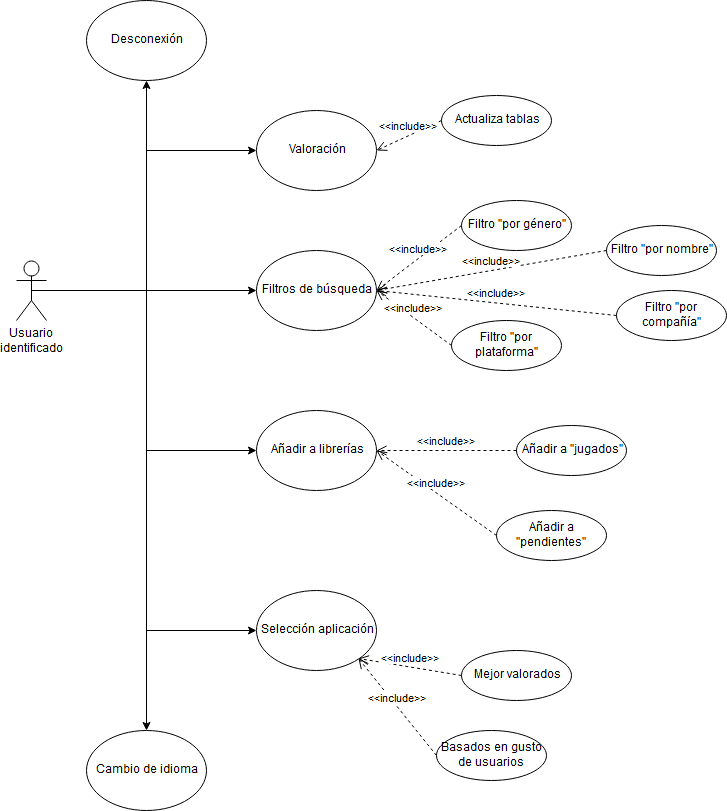 Desconexión
Actualiza tablas
<<include>>
Valoración
Filtro "por género"
<<include>>
Filtro "por nombre"
<<include>>
Filtros de búsqueda
<<include>>
Filtro "por
compañía"
<<include>>
Filtro "por
plataforma"
Usuario
identificado
<<include>>
Añadir a librerías
Añadir a "jugados"
<<include>>
Añadir a
"pendientes"
Selección aplicación
<<include>>
Mejor valorados
<<include>>
Basados en gusto
de usuarios
Cambio de idioma